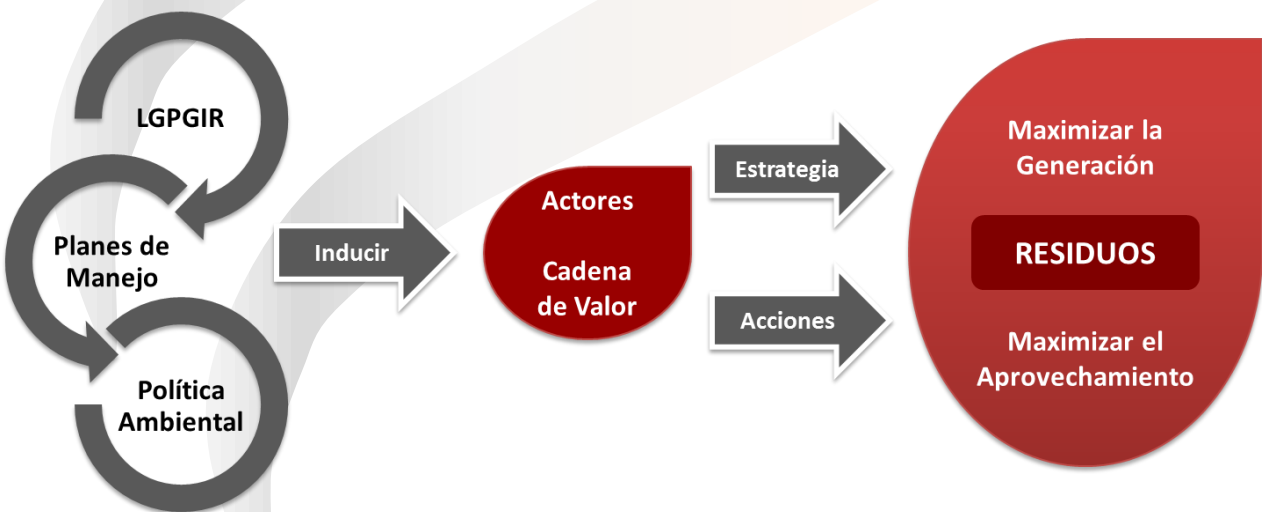 LGPGIR
Planes de
Manejo
Política
Ambiental
Inducir
Actores
Cadena
de Valor
Estrategia
Acciones
Maximizar la
Generación
RESIDUOS
Maximizar el
Aprovechamiento